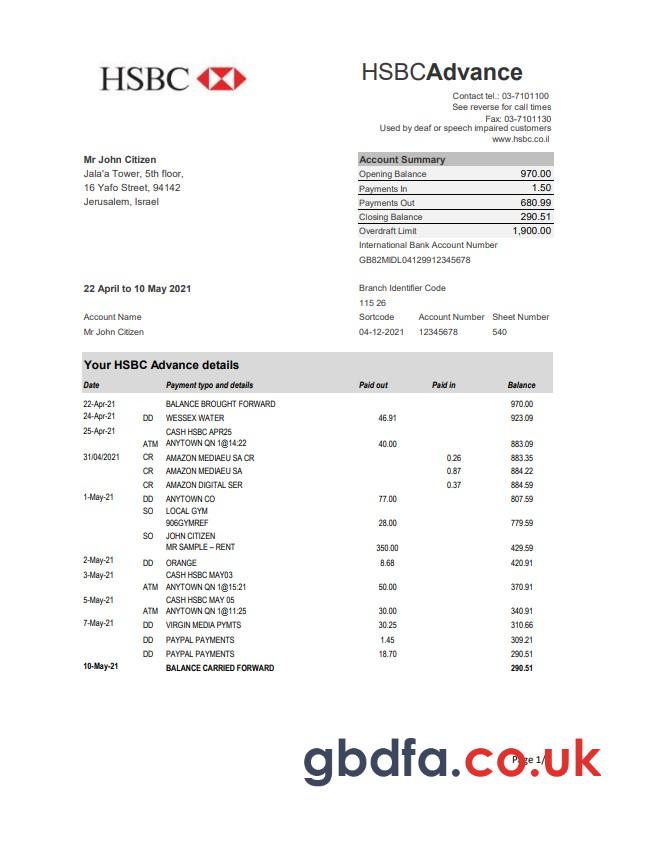 HSBC
HSBCAdvance
Contact tel.: 03-7101100
See reverse for call times
Fax: 03-7101130
Used by deaf or speech impaired customers
www.hsbc.co.il
Mr John Citizen
Jala'a Tower, 5th floor,
16 Yafo Street, 94142
Jerusalem, Israel
Account Summary
Opening Balance 970.00
Payments In 1.50
Payments Out 680.99
Closing Balance 290.51
Overdraft Limit 1,900.00
International Bank Account Number
GB82MIDL04129912345678
22 April to 10 May 2021
Branch Identifier Code
115 26
Account Name Sortcode Account Number Sheet Number
Mr John Citizen 04-12-2021 12345678 540
Your HSBC Advance details
Date Payment typo and details Paid out Paid in Balance
22-Apr-21 BALANCE BROUGHT FORWARD 970.00
24-Apr-21 DD WESSEX WATER 46.91 923.09
25-Apr-21 CASH HSBC APR25
ATM ANYTOWN QN 1@14:22 40.00 883.09
31/04/2021 CR AMAZON MEDIAEU SA CR 0.26 883.35
CR AMAZON MEDIAEU SA 0.87 884.22
CR AMAZON DIGITAL SER 0.37 884.59
1-May-21 DD ANYTOWN CO 77.00 807.59
SO LOCAL GYM
906GYMREF 28.00 779.59
SO JOHN CITIZEN
MR SAMPLE – RENT 350.00 429.59
2-May-21 DD ORANGE 8.68 420.91
3-May-21 CASH HSBC MAY03
ATM ANYTOWN QN 1@15:21 50.00 370.91
5-May-21 CASH HSBC MAY 05
ATM ANYTOWN QN 1@11:25 30.00 340.91
7-May-21 DD VIRGIN MEDIA PYMTS 30.25 310.66
DD PAYPAL PAYMENTS 1.45 309.21
DD PAYPAL PAYMENTS 18.70 290.51
10-May-21 BALANCE CARRIED FORWARD 290.51
gbdfa.co.uk